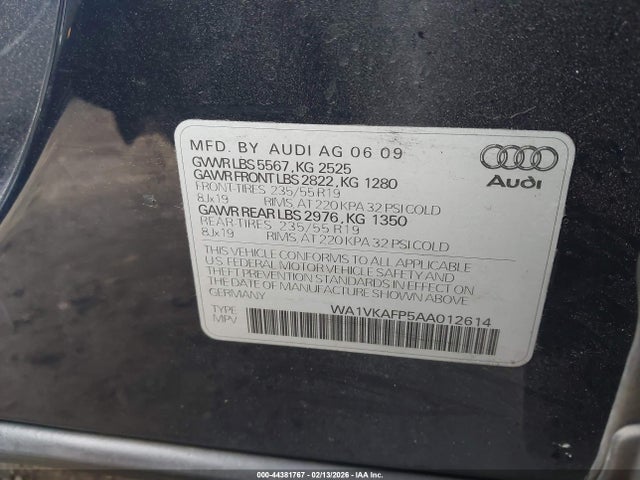 MFD. BY AUDI AG 06 09
GVWR LBS 5567, KG 2525
GAWR FRONT LBS 2822, KG 1280
FRONT-TIRES 235/55 R19
8Jx19 RIMS, AT 220 KPA 32 PSI COLD
GAWR REAR LBS 2976, KG 1350
REAR-TIRES 235/55 R19
8Jx19 RIMS, AT 220 KPA 32 PSI COLD
THIS VEHICLE CONFORMS TO ALL APPLICABLE
U.S. FEDERAL MOTOR VEHICLE SAFETY AND
THEFT PREVENTION STANDARDS IN EFFECT ON
THE DATE OF MANUFACTURE SHOWN ABOVE
GERMANY
TYPE WA1VKAFP5AA012614
MPV
Audi
000-44381767 - 02/13/2026 - IAA Inc.